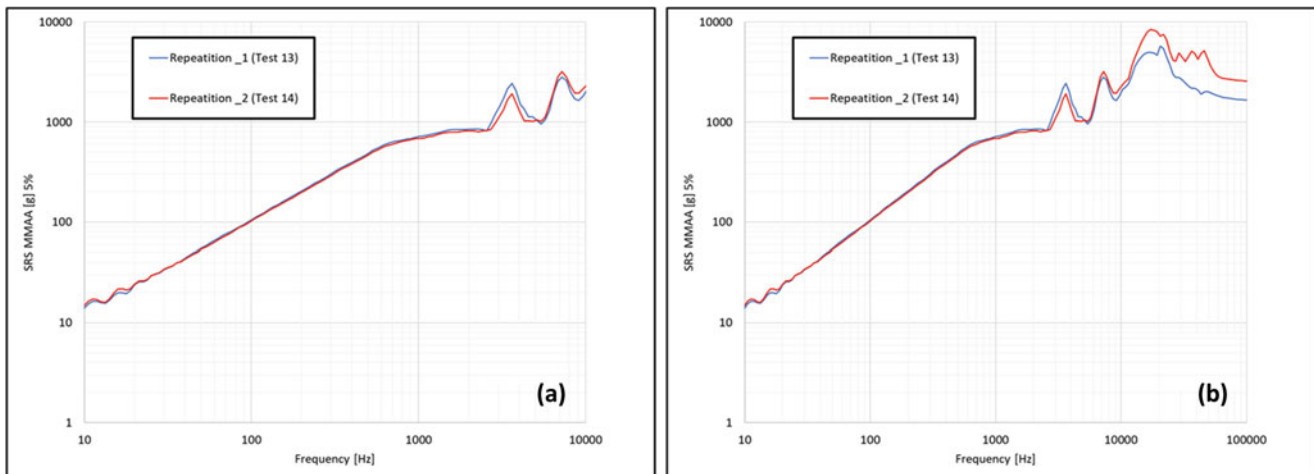 10000
1000
100
10
1
SRS MMAA [g] 5%
Repeatition _1 (Test 13)
Repeatition _2 (Test 14)
(a)
10
100
1000
10000
Frequency [Hz]
10000
1000
100
10
1
SRS MMAA [g] 5%
Repeatition _1 (Test 13)
Repeatition _2 (Test 14)
(b)
10
100
1000
10000
100000
Frequency [Hz]